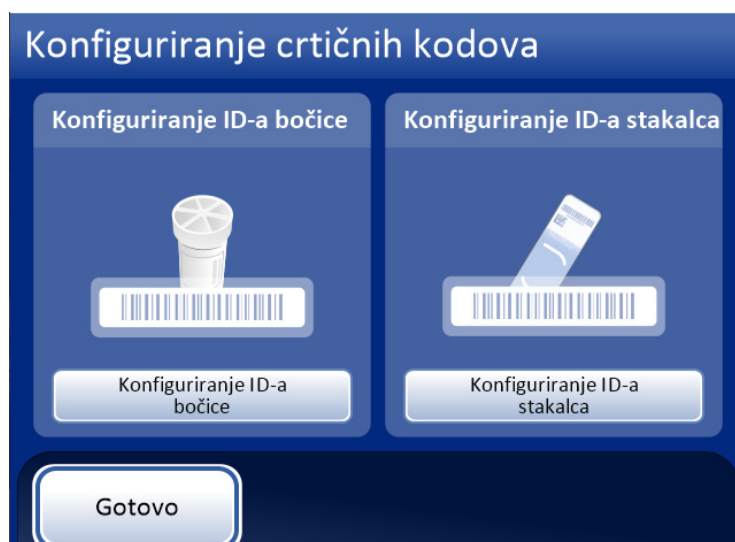 Konfiguriranje crtičnih kodova
Konfiguriranje ID-a bočice
Konfiguriranje ID-a stakalca
Konfiguriranje ID-a
bočice
Konfiguriranje ID-a
stakalca
Gotovo